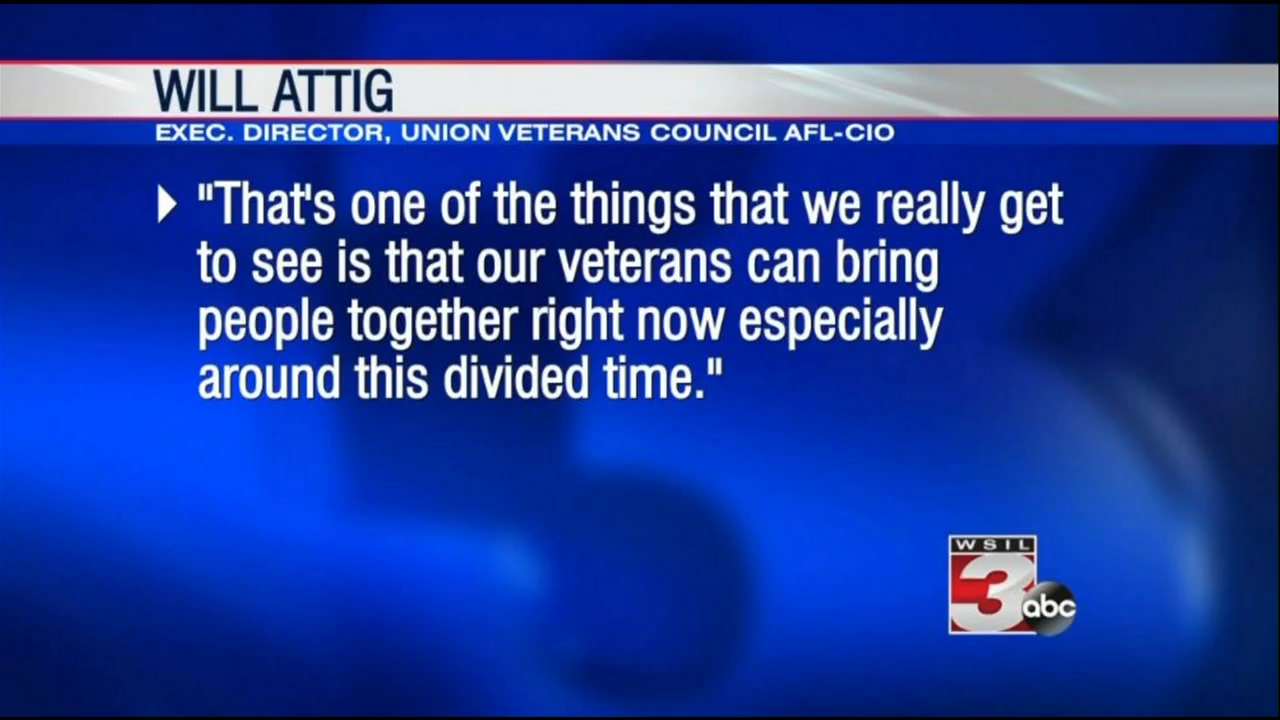 WILL ATTIG
EXEC. DIRECTOR, UNION VETERANS COUNCIL AFL-CIO
"That's one of the things that we really get
to see is that our veterans can bring
people together right now especially
around this divided time."
WSIL
3
abc